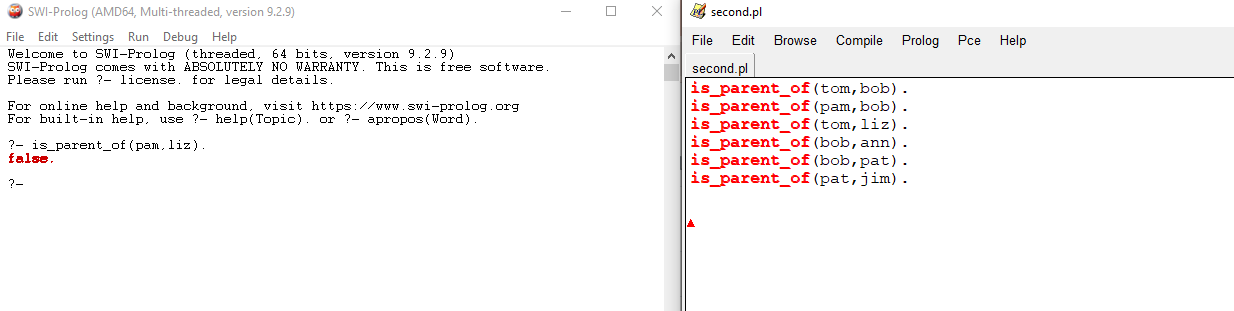 SWI-Prolog (AMD64, Multi-threaded, version 9.2.9)
File Edit Settings Run Debug Help
Welcome to SWI-Prolog (threaded, 64 bits, version 9.2.9)
SWI-Prolog comes with ABSOLUTELY NO WARRANTY. This is free software.
Please run ?- license. for legal details.
For online help and background, visit https://www.swi-prolog.org
For built-in help, use ?- help(Topic). or ?- apropos(Word).
?- is_parent_of(pam,liz).
false.
?-
second.pl
File Edit Browse Compile Prolog Pce Help
second.pl
is_parent_of(tom,bob).
is_parent_of(pam,bob).
is_parent_of(tom,liz).
is_parent_of(bob,ann).
is_parent_of(bob,pat).
is_parent_of(pat,jim).